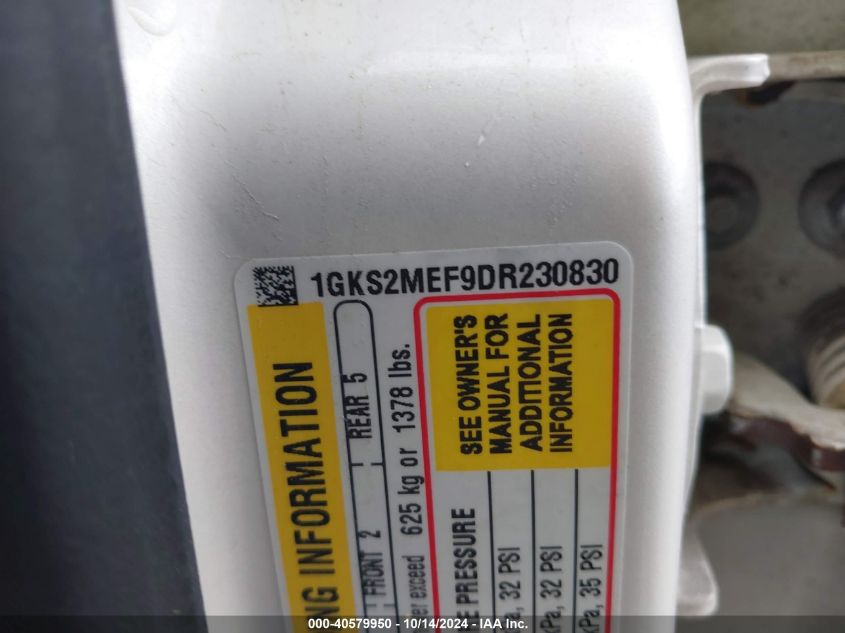 1GKS2MEF9DR230830
NG INFORMATION
FRONT 2 REAR 5
er exceed 625 kg or 1378 lbs.
E PRESSURE
a, 32 PSI
kPa, 32 PSI
kPa, 35 PSI
SEE OWNER'S
MANUAL FOR
ADDITIONAL
INFORMATION
000-40579950 - 10/14/2024 - IAA Inc.